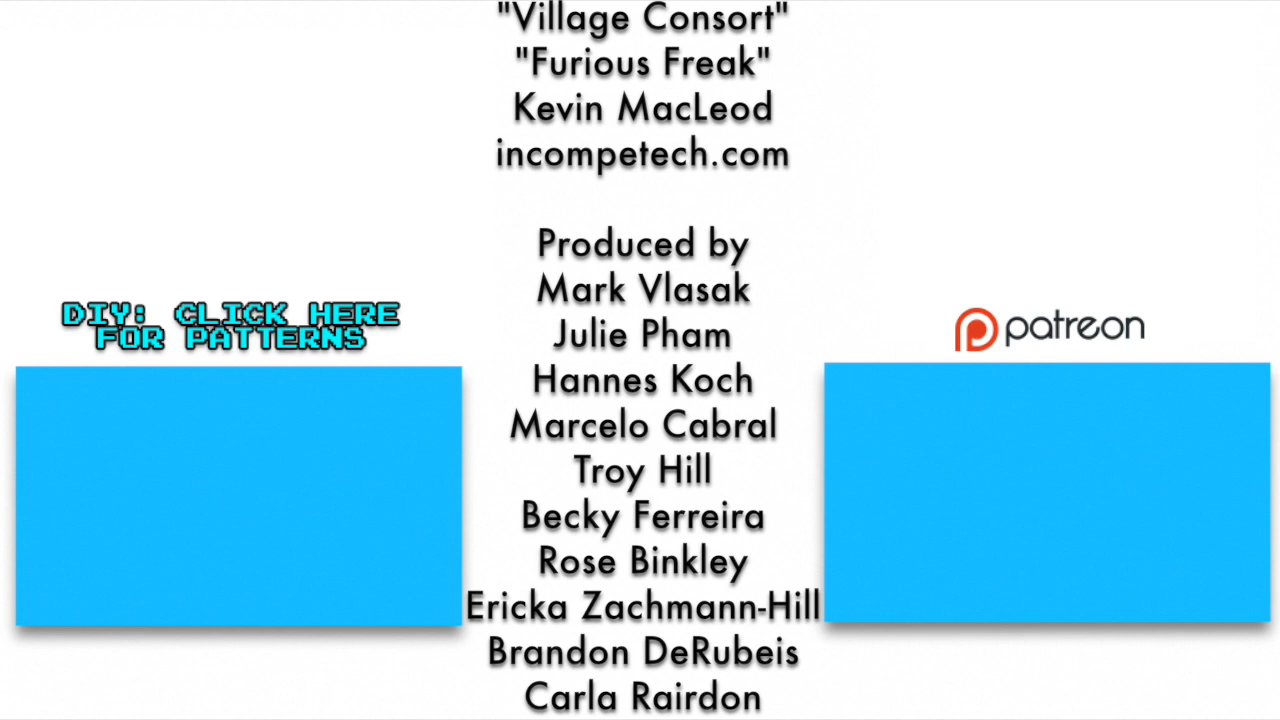 "Village Consort"
"Furious Freak"
Kevin MacLeod
incompetech.com
Produced by
Mark Vlasak
Julie Pham
Hannes Koch
Marcelo Cabral
Troy Hill
Becky Ferreira
Rose Binkley
Ericka Zachmann-Hill
Brandon DeRubeis
Carla Rairdon
DIY: CLICK HERE
FOR PATTERNS
patreon